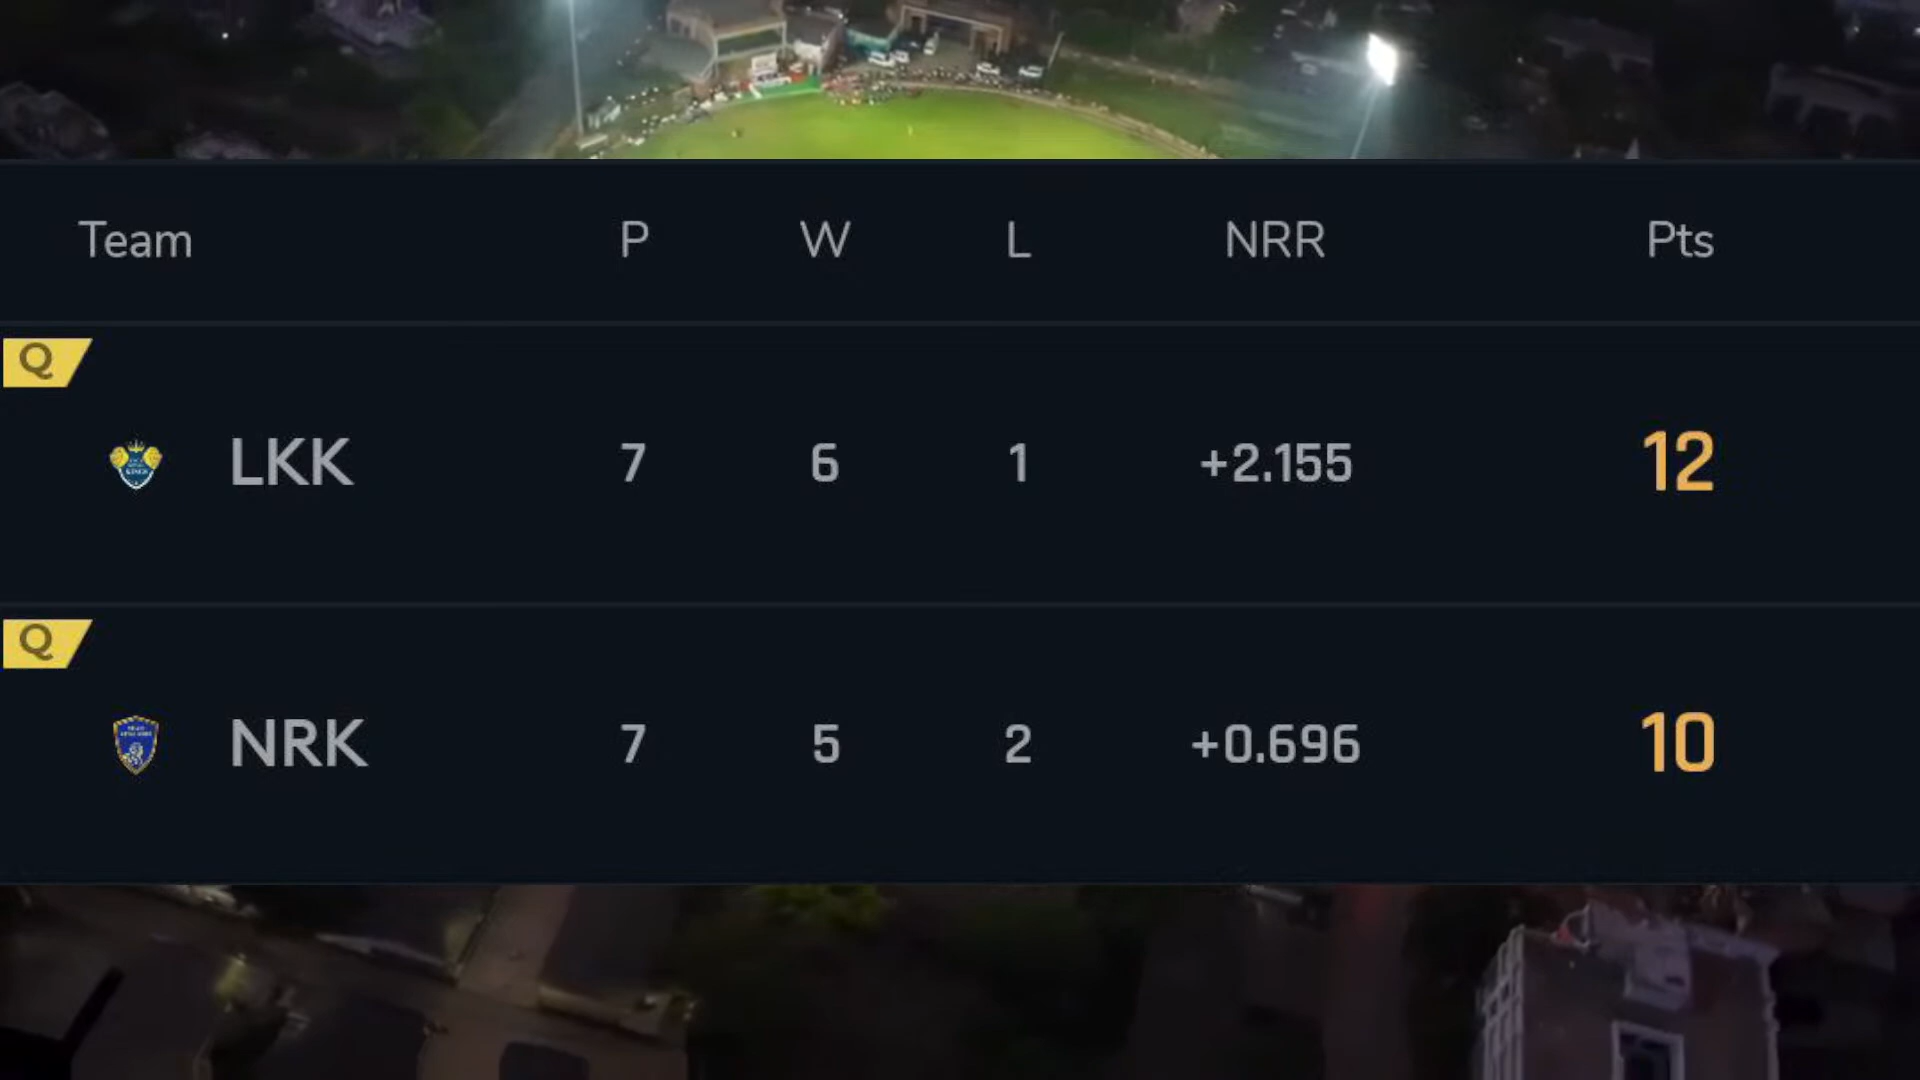 Team P W L NRR Pts
Q
LKK 7 6 1 +2.155 12
Q
NRK 7 5 2 +0.696 10